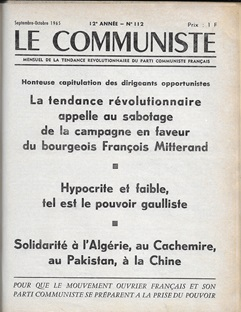 Septembre-Octobre 1965 12e ANNÉE - N° 112 Prix : 1 F
LE COMMUNISTE
MENSUEL DE LA TENDANCE RÉVOLUTIONNAIRE DU PARTI COMMUNISTE FRANÇAIS
Honteuse capitulation des dirigeants opportunistes
La tendance révolutionnaire
appelle au sabotage
de la campagne en faveur
du bourgeois François Mitterand
Hypocrite et faible,
tel est le pouvoir gaulliste
Solidarité à l'Algérie, au Cachemire,
au Pakistan, à la Chine
POUR QUE LE MOUVEMENT OUVRIER FRANÇAIS ET SON
PARTI COMMUNISTE SE PRÉPARENT A LA PRISE DU POUVOIR